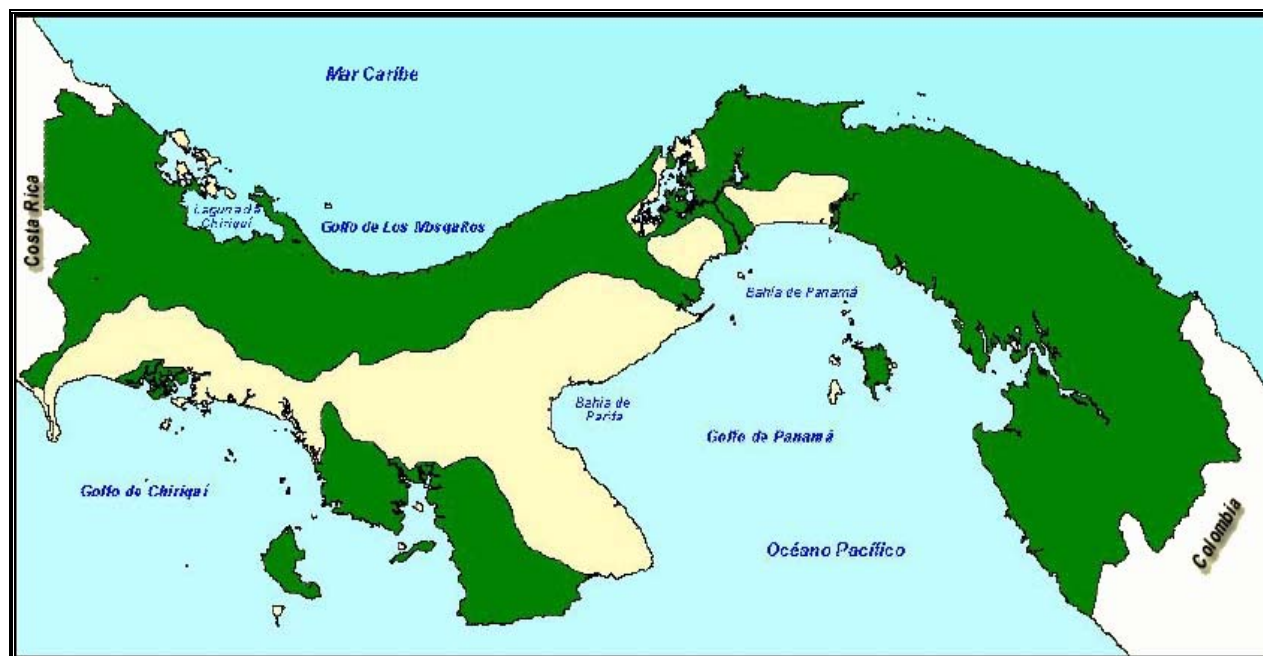 Mar Caribe
Costa Rica
Laguna de
Chiriquí
Golfo de Los Mosquitos
Bahía de Panamá
Bahía de
Parita
Golfo de Panamá
Golfo de Chiriquí
Océano Pacífico
Colombia